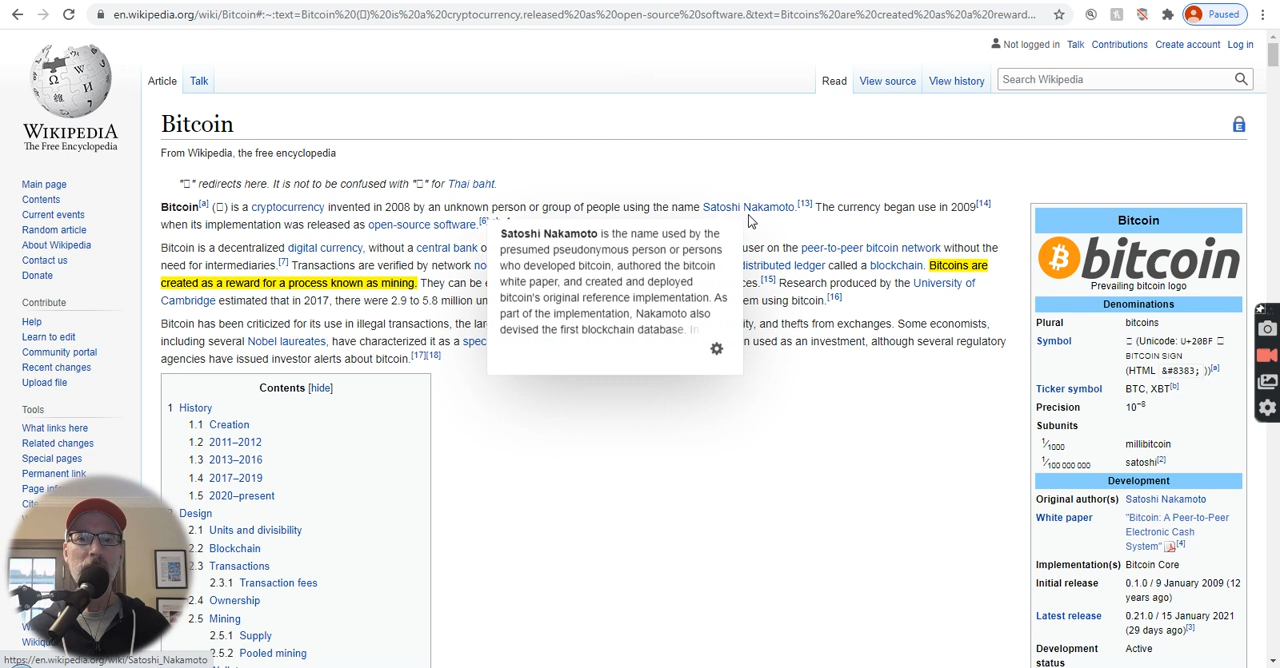 en.wikipedia.org/wiki/Bitcoin#:~:text=Bitcoin%20(₿)%20is%20a%20cryptocurrency,released%20as%20open-source%20software.&text=Bitcoins%20are%20created%20as%20a%20reward...
Paused
Not logged in Talk Contributions Create account Log in
Article Talk Read View source View history Search Wikipedia
WIKIPEDIA
The Free Encyclopedia
Main page
Contents
Current events
Random article
About Wikipedia
Contact us
Donate
Contribute
Help
Learn to edit
Community portal
Recent changes
Upload file
Tools
What links here
Related changes
Special pages
Permanent link
Page
Bitcoin
From Wikipedia, the free encyclopedia
"▯" redirects here. It is not to be confused with "▯" for Thai baht.
Bitcoin[a] (▯) is a cryptocurrency invented in 2008 by an unknown person or group of people using the name Satoshi Nakamoto.[13] The currency began use in 2009[14]
when its implementation was released as open-source software.[6]
Bitcoin is a decentralized digital currency, without a central bank o
user on the peer-to-peer bitcoin network without the
need for intermediaries.[7] Transactions are verified by network no
distributed ledger called a blockchain. Bitcoins are
created as a reward for a process known as mining. They can be e
ces.[15] Research produced by the University of
Cambridge estimated that in 2017, there were 2.9 to 5.8 million un
em using bitcoin.[16]
Bitcoin has been criticized for its use in illegal transactions, the lar
ity, and thefts from exchanges. Some economists,
including several Nobel laureates, have characterized it as a spec
n used as an investment, although several regulatory
agencies have issued investor alerts about bitcoin.[17][18]
Satoshi Nakamoto is the name used by the
presumed pseudonymous person or persons
who developed bitcoin, authored the bitcoin
white paper, and created and deployed
bitcoin's original reference implementation. As
part of the implementation, Nakamoto also
devised the first blockchain database. In
Contents [hide]
1 History
1.1 Creation
1.2 2011–2012
1.3 2013–2016
1.4 2017–2019
1.5 2020–present
2 Design
2.1 Units and divisibility
2.2 Blockchain
2.3 Transactions
2.3.1 Transaction fees
2.4 Ownership
2.5 Mining
2.5.1 Supply
2.5.2 Pooled mining
Bitcoin
bitcoin
Prevailing bitcoin logo
Denominations
Plural bitcoins
Symbol ▯ (Unicode: U+20BF ▯
BITCOIN SIGN
(HTML &#8383; ))[a]
Ticker symbol BTC, XBT[b]
Precision 10−8
Subunits
1⁄1000 millibitcoin
1⁄100 000 000 satoshi[2]
Development
Original author(s) Satoshi Nakamoto
White paper "Bitcoin: A Peer-to-Peer
Electronic Cash
System" [4]
Implementation(s) Bitcoin Core
Initial release 0.1.0 / 9 January 2009 (12
years ago)
Latest release 0.21.0 / 15 January 2021
(29 days ago)[3]
Development Active
status
https://en.wikipedia.org/wiki/Satoshi_Nakamoto